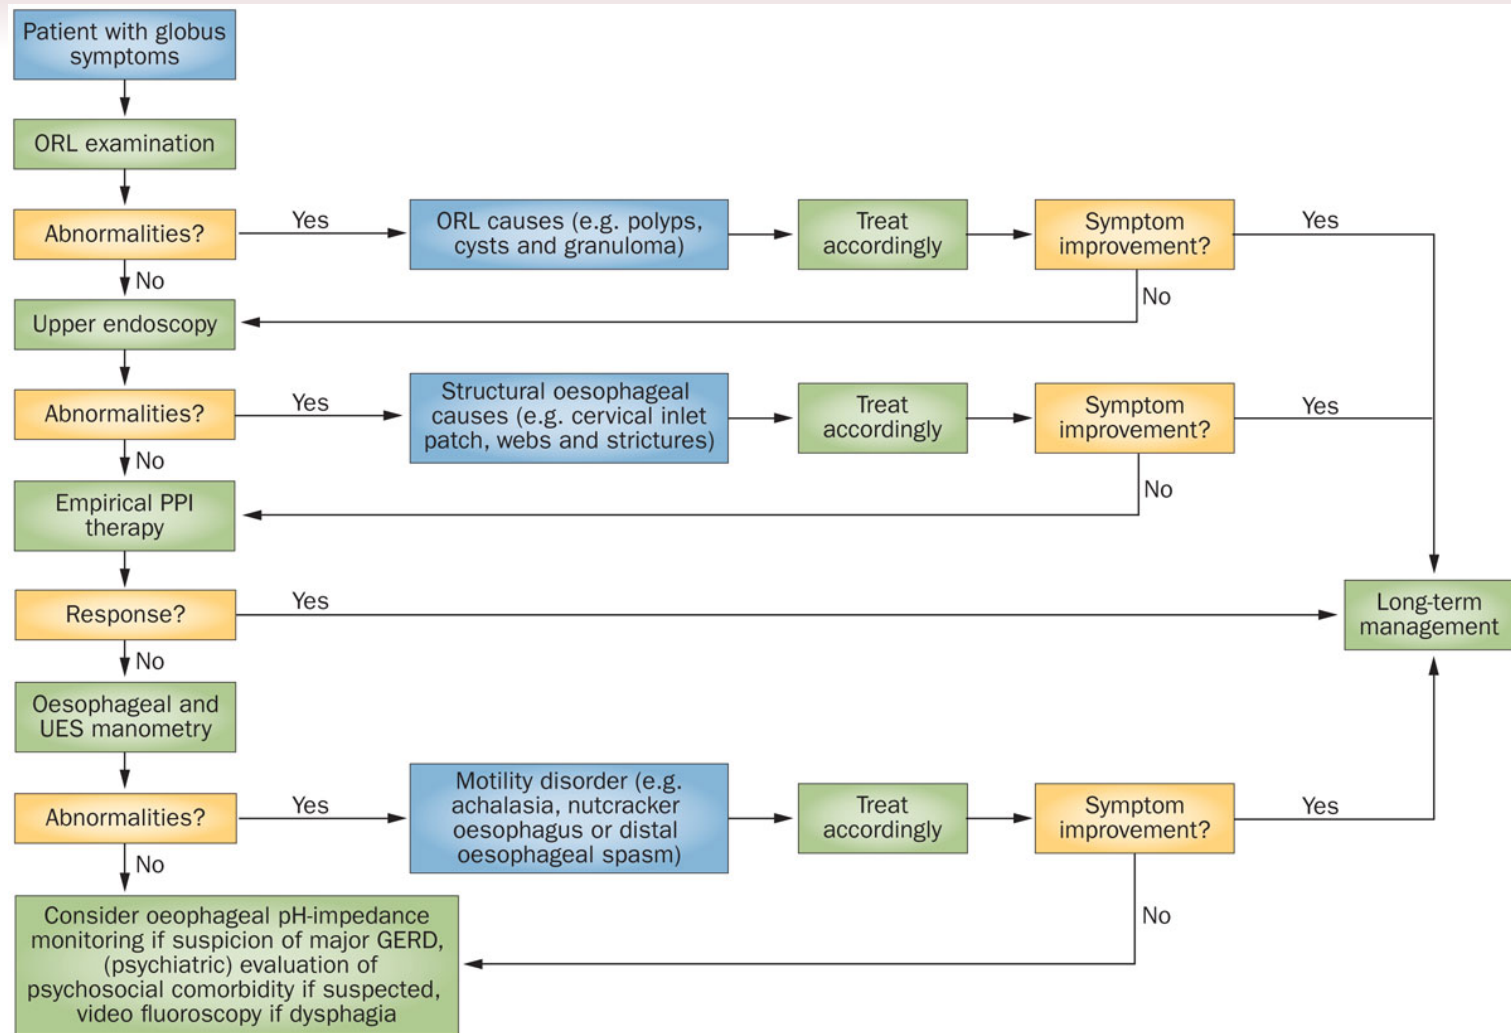 Patient with globus
symptoms
ORL examination
Abnormalities?
Yes
ORL causes (e.g. polyps,
cysts and granuloma)
Treat
accordingly
Symptom
improvement?
Yes
No
No
Upper endoscopy
Abnormalities?
Yes
Structural oesophageal
causes (e.g. cervical inlet
patch, webs and strictures)
Treat
accordingly
Symptom
improvement?
Yes
No
No
Empirical PPI
therapy
Response?
Yes
Long-term
management
No
Oesophageal and
UES manometry
Abnormalities?
Yes
Motility disorder (e.g.
achalasia, nutcracker
oesophagus or distal
oesophageal spasm)
Treat
accordingly
Symptom
improvement?
Yes
No
No
Consider oeophageal pH-impedance
monitoring if suspicion of major GERD,
(psychiatric) evaluation of
psychosocial comorbidity if suspected,
video fluoroscopy if dysphagia